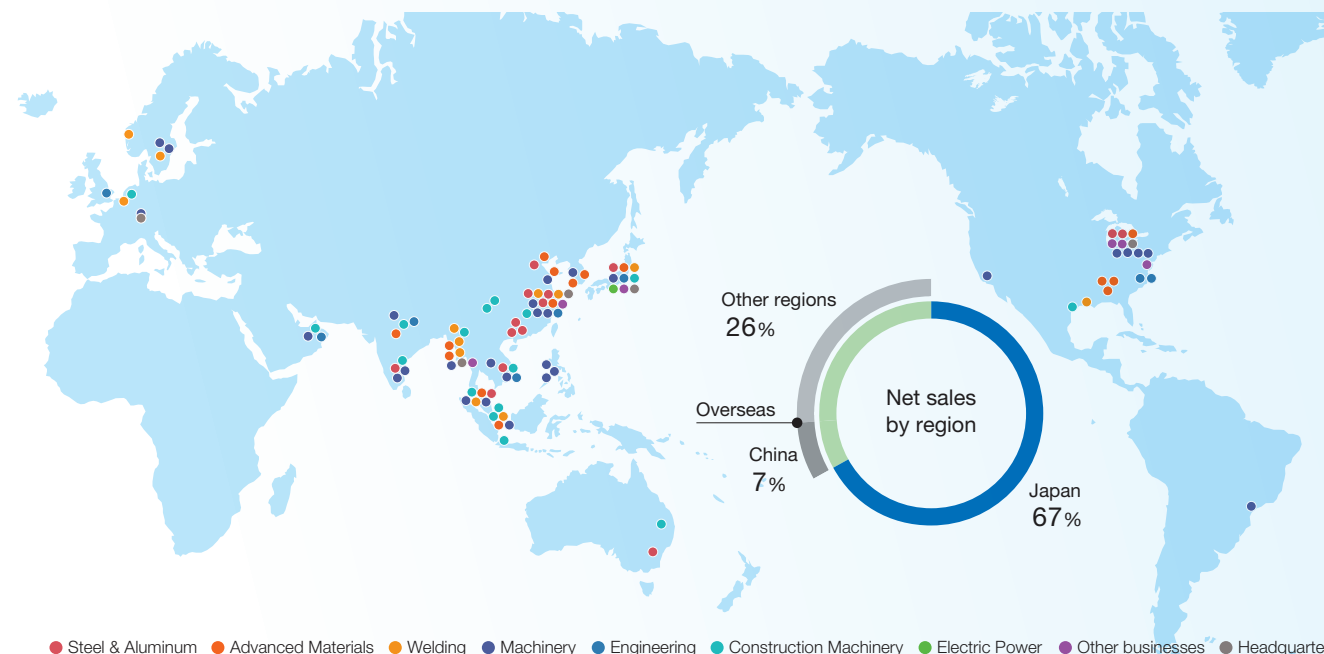 Other regions
26%
Overseas
China
7%
Net sales
by region
Japan
67%
Steel & Aluminum Advanced Materials Welding Machinery Engineering Construction Machinery Electric Power Other businesses Headquarte